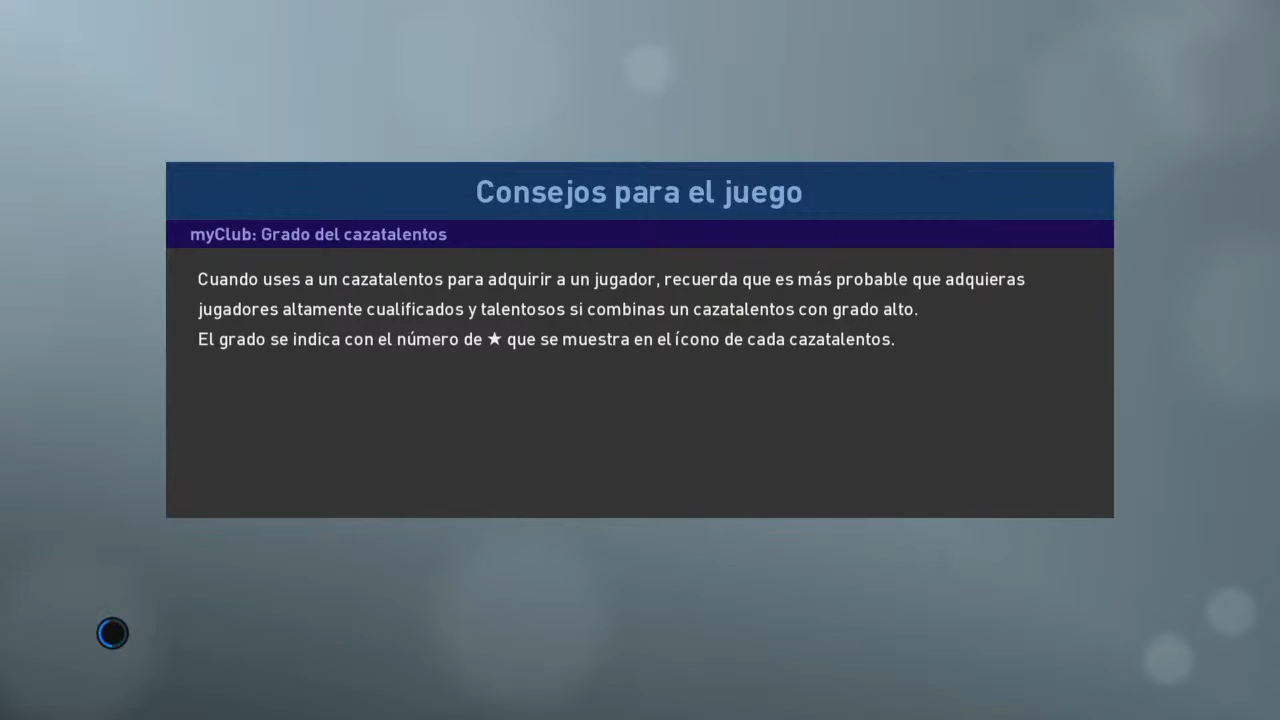 Consejos para el juego
myClub: Grado del cazatalentos
Cuando uses a un cazatalentos para adquirir a un jugador, recuerda que es más probable que adquieras
jugadores altamente cualificados y talentosos si combinas un cazatalentos con grado alto.
El grado se indica con el número de ★ que se muestra en el ícono de cada cazatalentos.